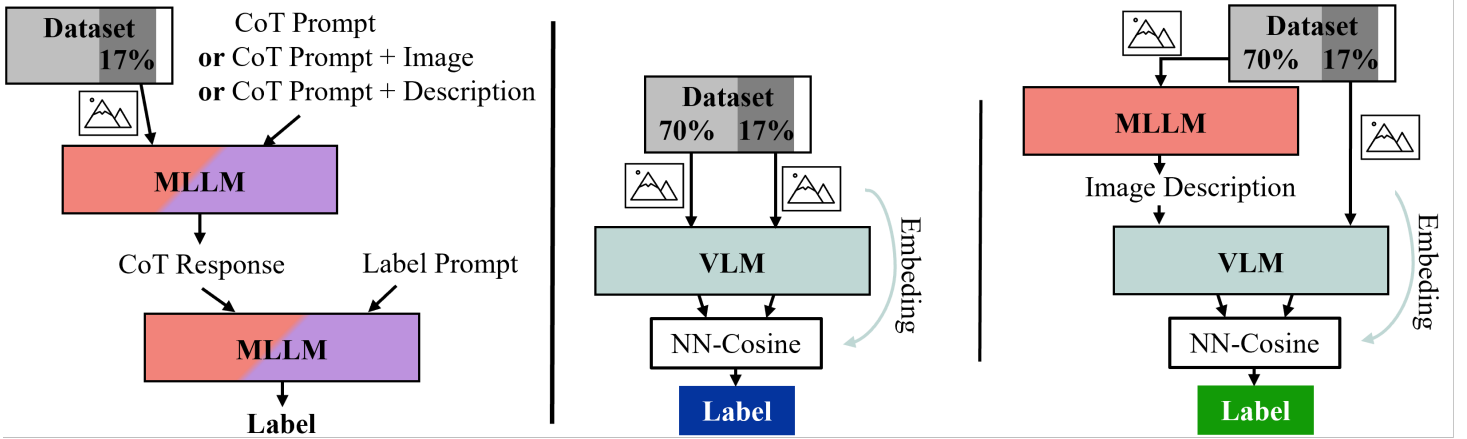 Dataset
17%
CoT Prompt
or CoT Prompt + Image
or CoT Prompt + Description
MLLM
CoT Response
Label Prompt
MLLM
Label
Dataset
70% 17%
VLM
Embeding
NN-Cosine
Label
Dataset
70% 17%
MLLM
Image Description
VLM
Embeding
NN-Cosine
Label